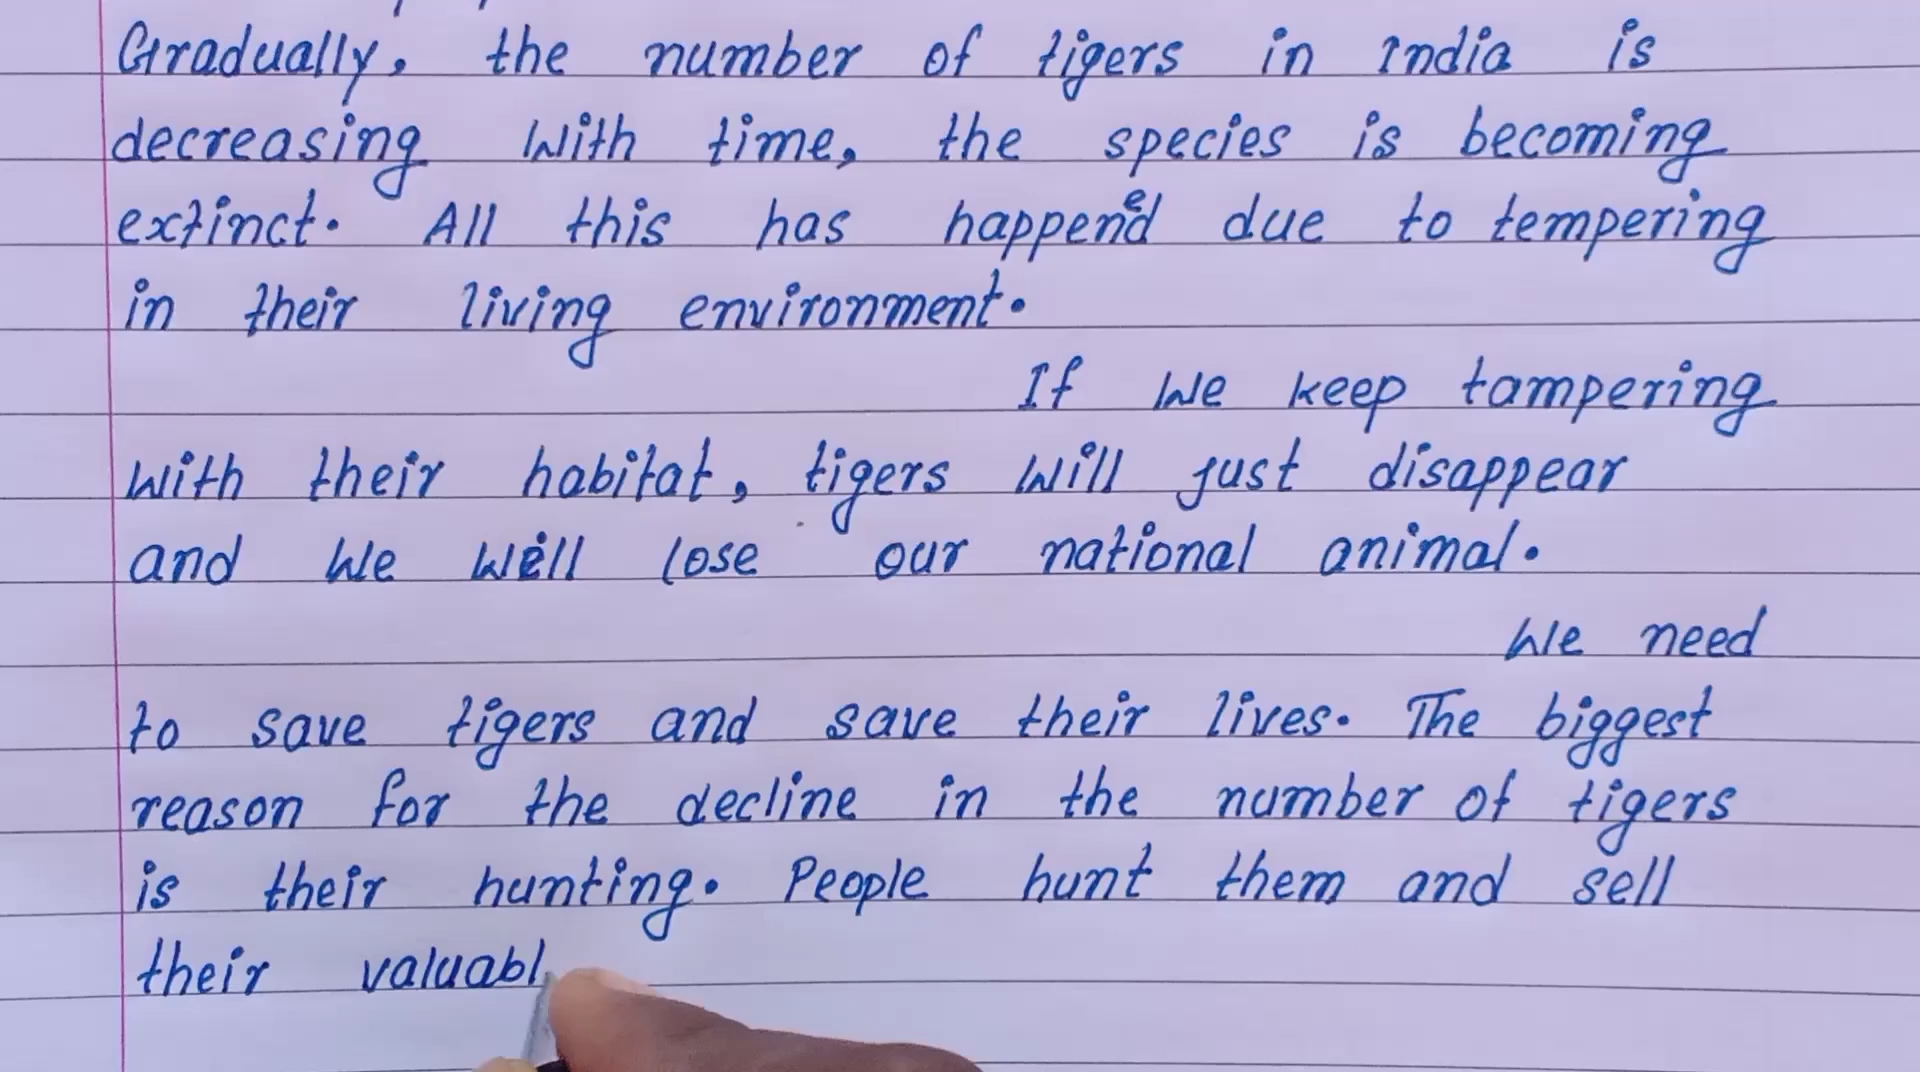 Gradually, the number of tigers in India is
decreasing with time, the species is becoming
extinct. All this has happened due to tempering
in their living environment.
If we keep tampering
with their habitat, tigers will just disappear
and we will lose our national animal.
We need
to save tigers and save their lives. The biggest
reason for the decline in the number of tigers
is their hunting. People hunt them and sell
their valuabl